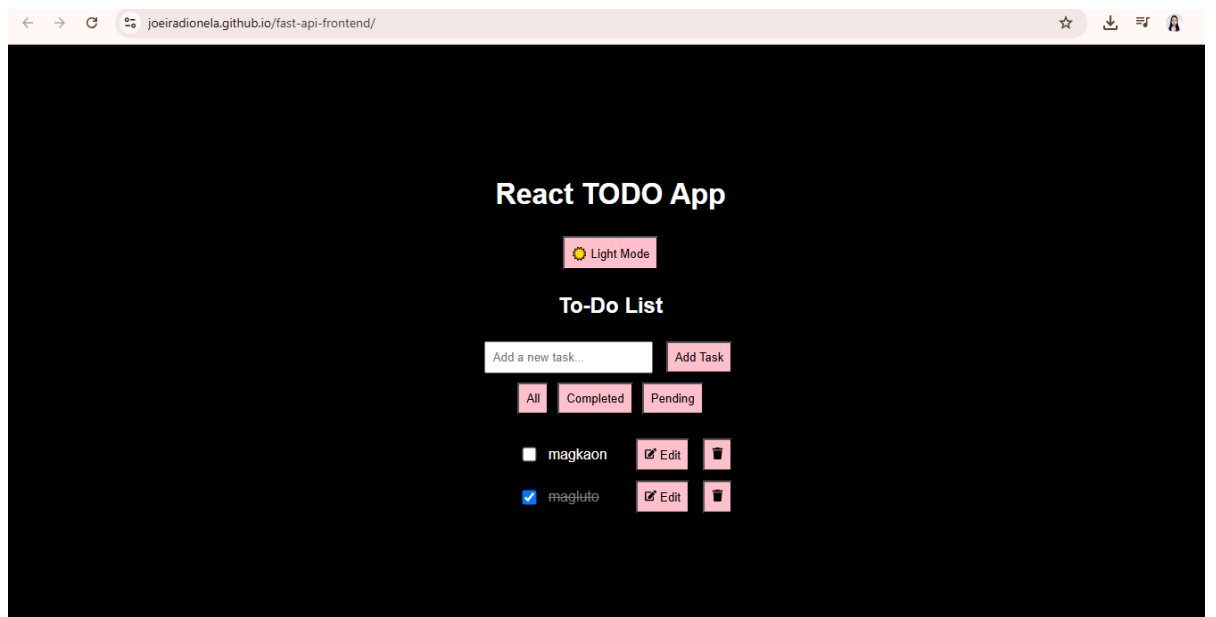 joeiradionela.github.io/fast-api-frontend/
React TODO App
Light Mode
To-Do List
Add a new task... Add Task
All Completed Pending
magkaon Edit
magluto Edit